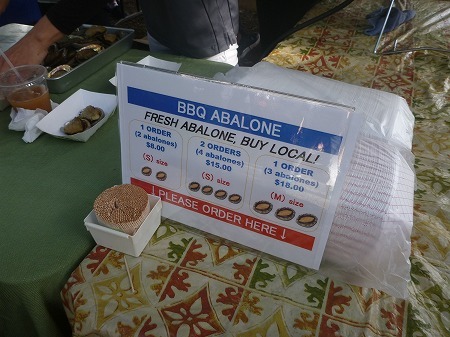 BBQ ABALONE
FRESH ABALONE, BUY LOCAL!
1 ORDER
(2 abalones)
$8.00
(S) size
2 ORDERS
(4 abalones)
$15.00
(S) size
1 ORDER
(3 abalones)
$18.00
(M) size
↓PLEASE ORDER HERE↓